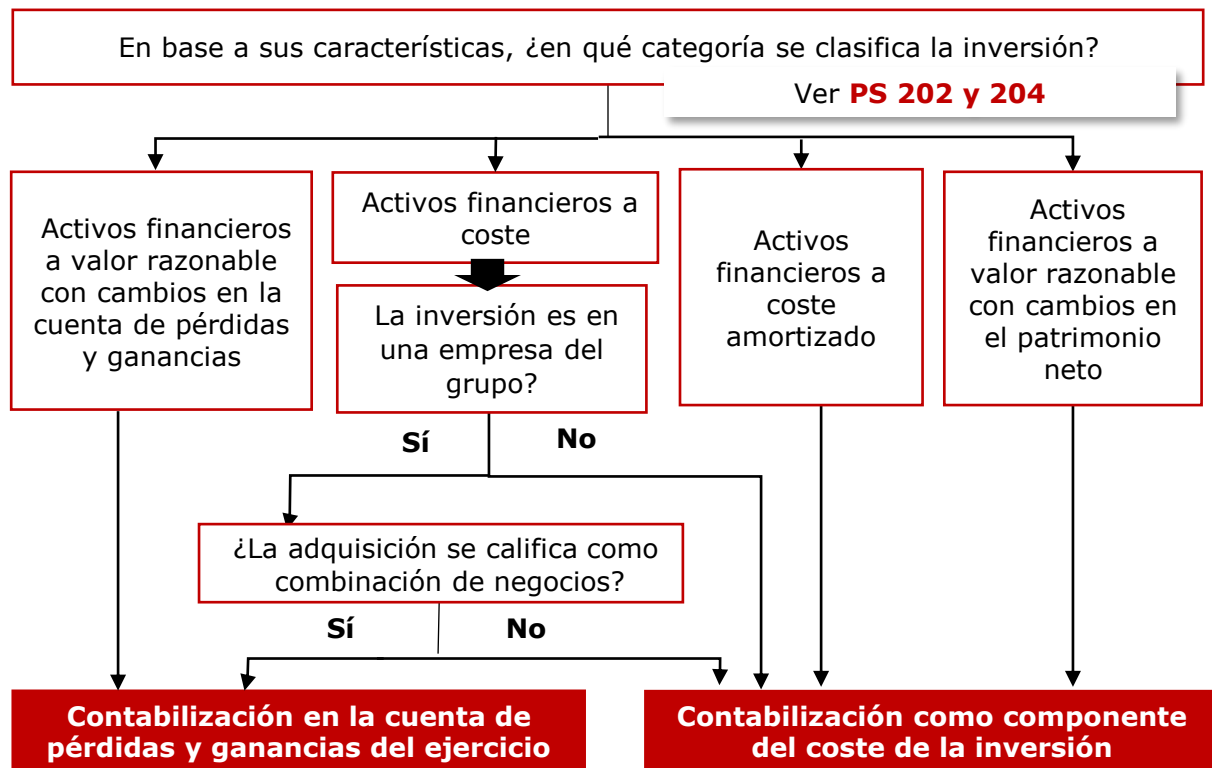 En base a sus características, ¿en qué categoría se clasifica la inversión?
Ver PS 202 y 204
Activos financieros
a valor razonable
con cambios en la
cuenta de pérdidas
y ganancias
Activos financieros a
coste
La inversión es en
una empresa del
grupo?
Activos
financieros a
coste
amortizado
Activos
financieros a
valor razonable
con cambios en
el patrimonio
neto
Sí
No
¿La adquisición se califica como
combinación de negocios?
Sí
No
Contabilización en la cuenta de
pérdidas y ganancias del ejercicio
Contabilización como componente
del coste de la inversión